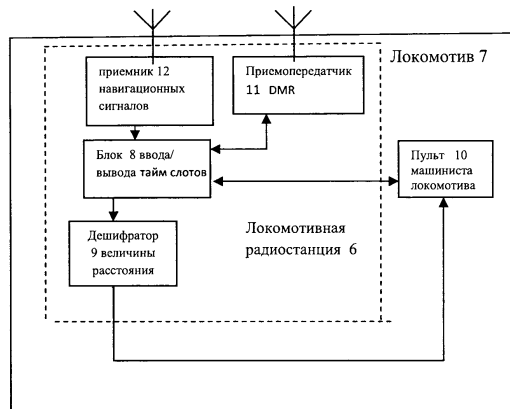 Локомотив 7
приемник 12
навигационных
сигналов
Приемопередатчик
11 DMR
Блок 8 ввода/
вывода тайм слотов
Пульт 10
машиниста
локомотива
Дешифратор
9 величины
расстояния
Локомотивная
радиостанция 6